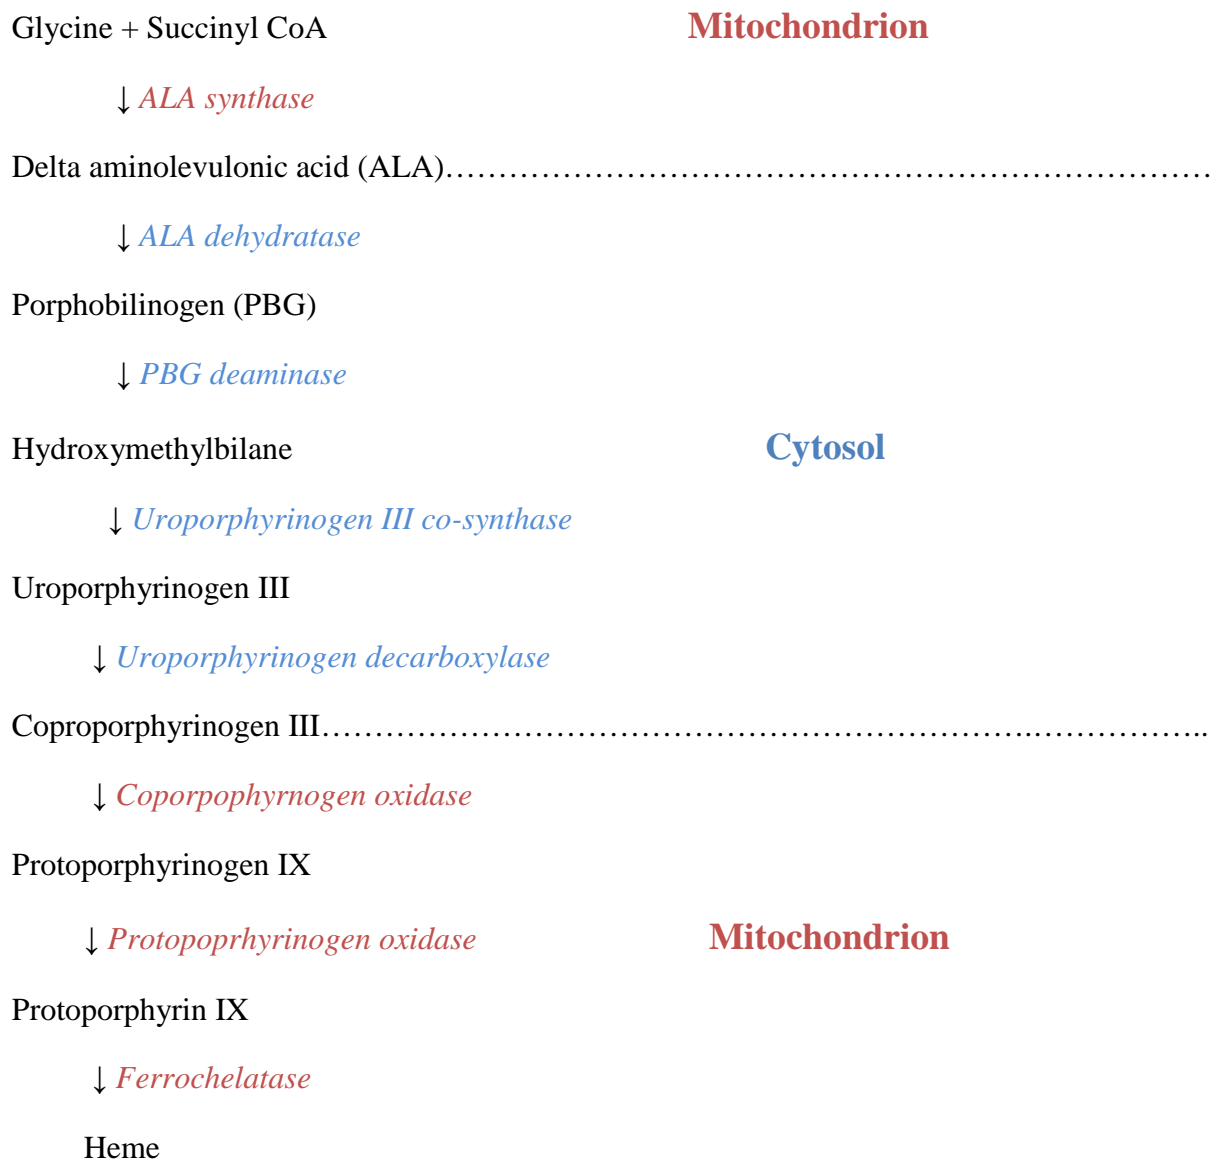 Glycine + Succinyl CoA Mitochondrion
↓ ALA synthase
Delta aminolevulonic acid (ALA)…………………………………………………………………………
↓ ALA dehydratase
Porphobilinogen (PBG)
↓ PBG deaminase
Hydroxymethylbilane Cytosol
↓ Uroporphyrinogen III co-synthase
Uroporphyrinogen III
↓ Uroporphyrinogen decarboxylase
Coproporphyrinogen III…………………………………………………………….……………..
↓ Coporpophyrnogen oxidase
Protoporphyrinogen IX
↓ Protopoprhyrinogen oxidase Mitochondrion
Protoporphyrin IX
↓ Ferrochelatase
Heme